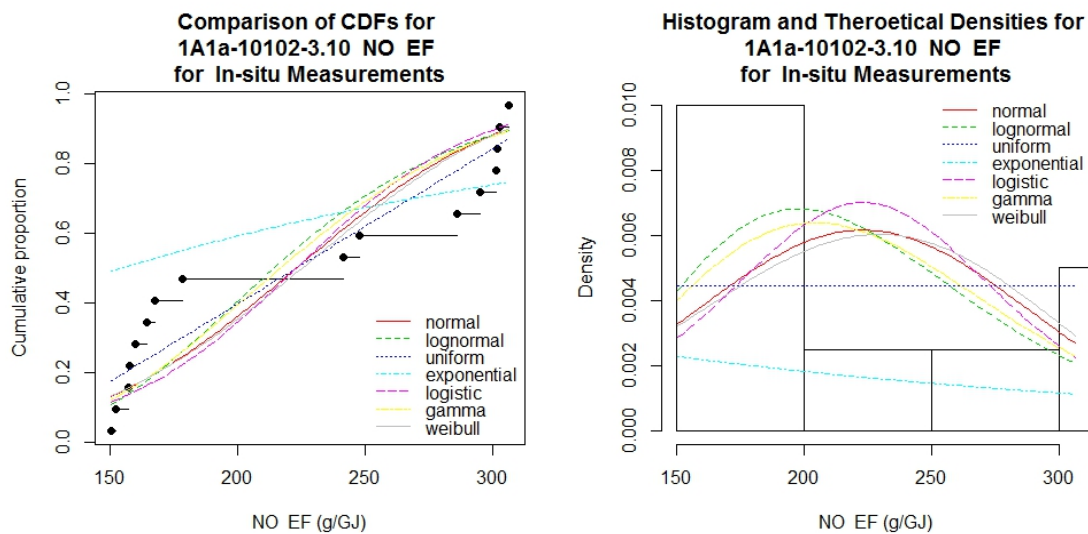 Comparison of CDFs for
1A1a-10102-3.10 NO EF
for In-situ Measurements
Cumulative proportion
1.0
0.8
0.6
0.4
0.2
0.0
normal
lognormal
uniform
exponential
logistic
gamma
weibull
150
200
250
300
NO EF (g/GJ)
Histogram and Theroetical Densities for
1A1a-10102-3.10 NO EF
for In-situ Measurements
Density
0.010
0.008
0.006
0.004
0.002
0.000
normal
lognormal
uniform
exponential
logistic
gamma
weibull
150
200
250
300
NO EF (g/GJ)